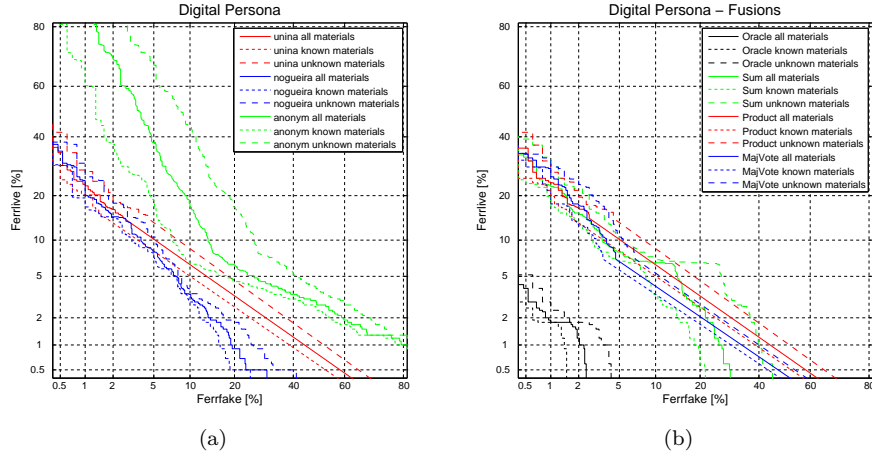 Digital Persona
80
60
40
20
10
5
2
1
0.5
0.5 1 2 5 10 20 40 60 80
Ferrlive [%]
Ferrfake [%]
unina all materials
unina known materials
unina unknown materials
nogueira all materials
nogueira known materials
nogueira unknown materials
anonym all materials
anonym known materials
anonym unknown materials
(a)
Digital Persona – Fusions
80
60
40
20
10
5
2
1
0.5
0.5 1 2 5 10 20 40 60 80
Ferrlive [%]
Ferrfake [%]
Oracle all materials
Oracle known materials
Oracle unknown materials
Sum all materials
Sum known materials
Sum unknown materials
Product all materials
Product known materials
Product unknown materials
MajVote all materials
MajVote known materials
MajVote unknown materials
(b)